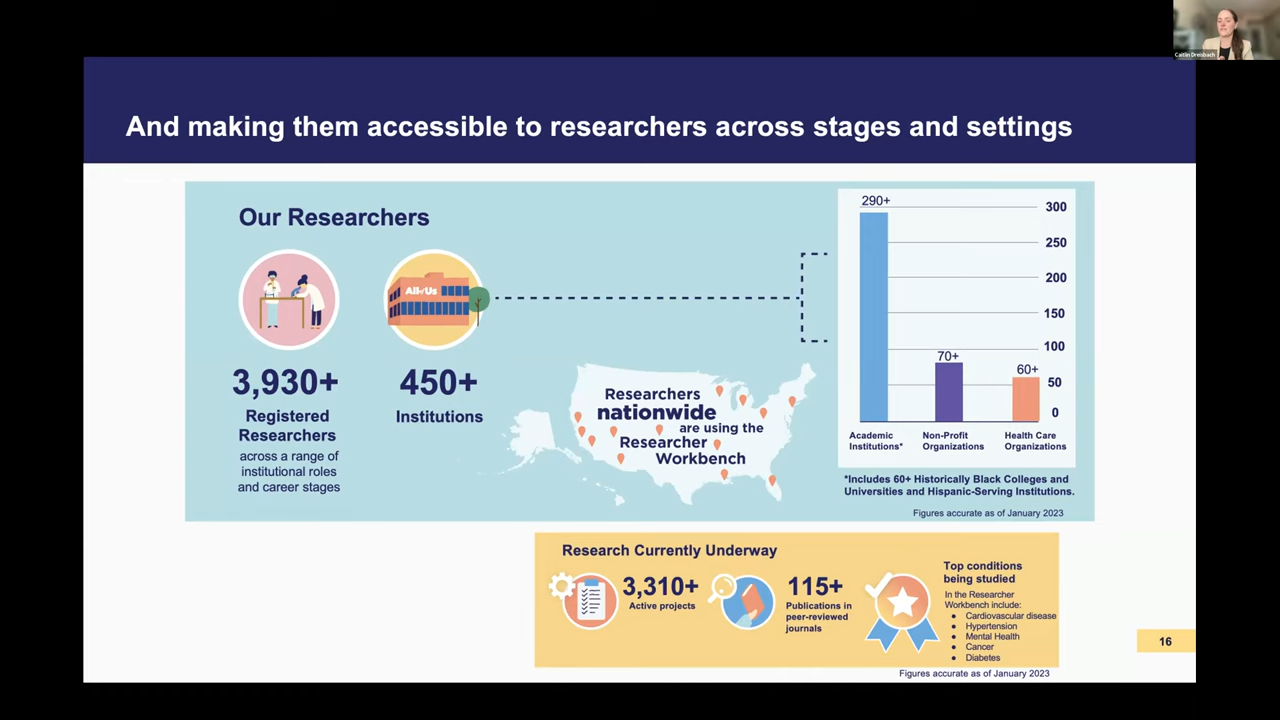 Caitlin Dreisbach
And making them accessible to researchers across stages and settings
Our Researchers
All of Us
3,930+
Registered
Researchers
across a range of
institutional roles
and career stages
450+
Institutions
Researchers
nationwide
are using the
Researcher
Workbench
290+
70+
60+
300
250
200
150
100
50
0
Academic
Institutions*
Non-Profit
Organizations
Health Care
Organizations
*Includes 60+ Historically Black Colleges and
Universities and Hispanic-Serving Institutions.
Figures accurate as of January 2023
Research Currently Underway
3,310+
Active projects
115+
Publications in
peer-reviewed
journals
Top conditions
being studied
In the Researcher
Workbench include:
● Cardiovascular disease
● Hypertension
● Mental Health
● Cancer
● Diabetes
Figures accurate as of January 2023
16